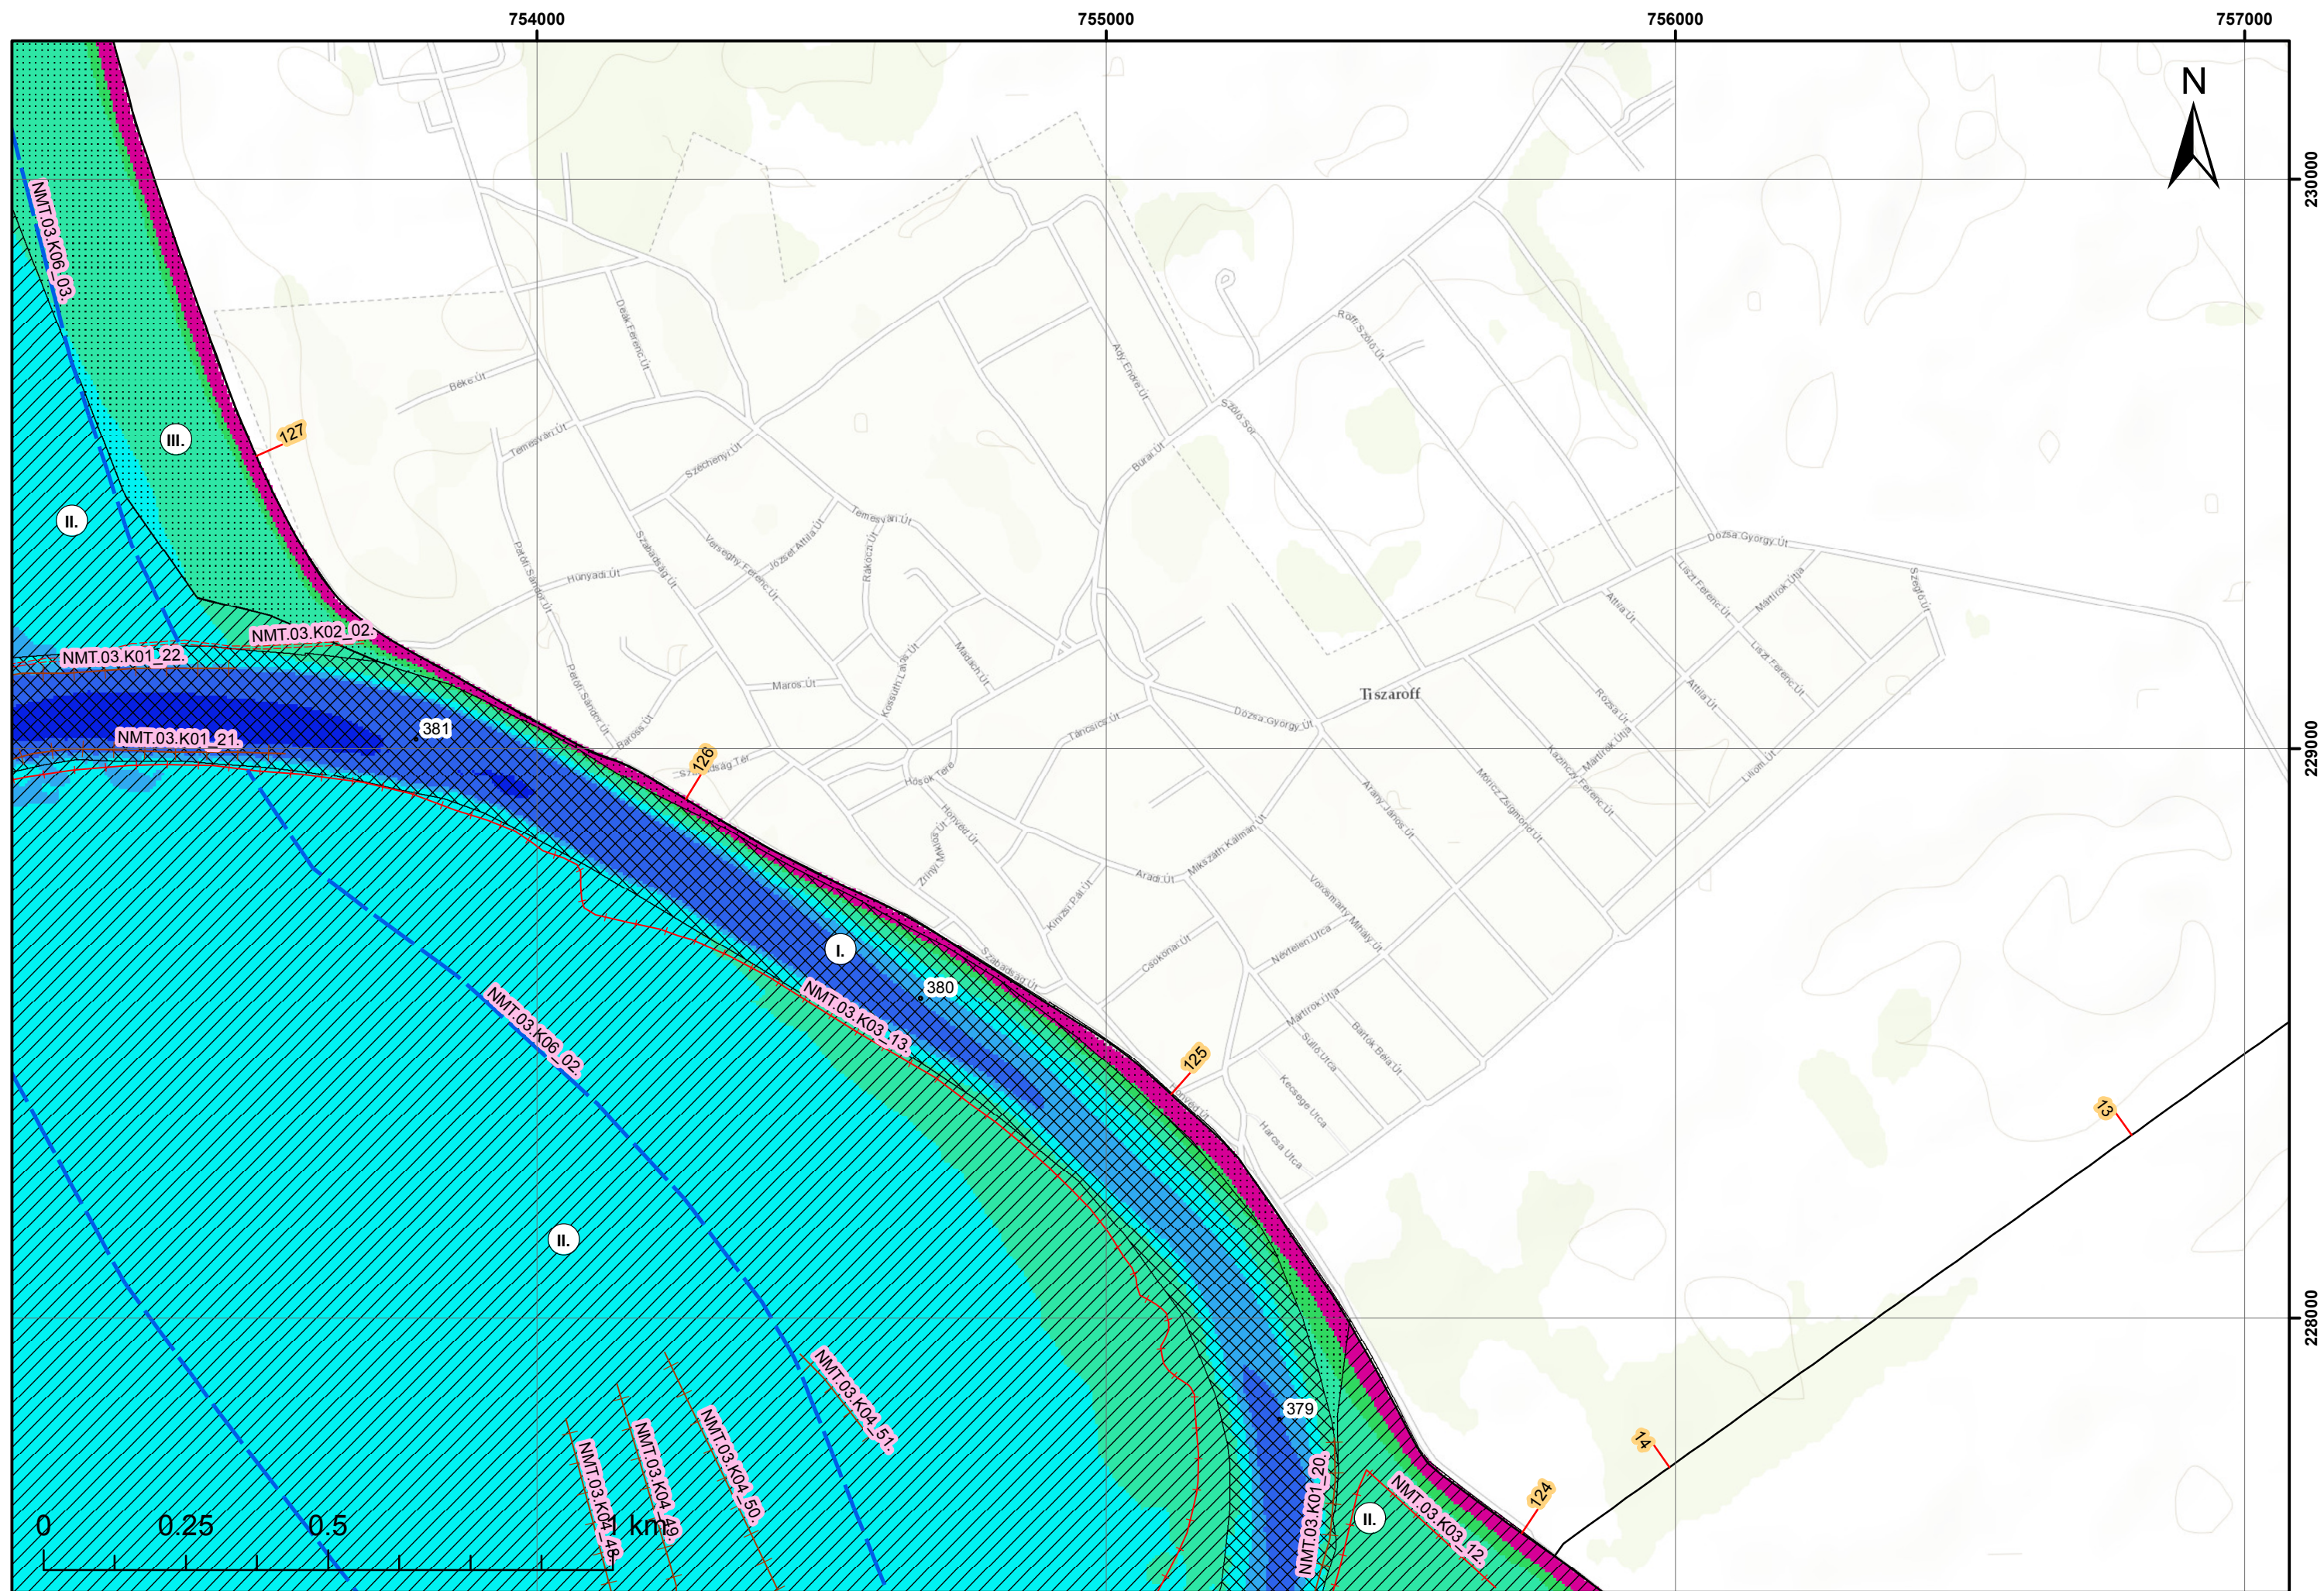 754000
755000
756000
757000
N
230000
229000
228000
NMT.03.K06_03.
III.
127
II.
NMT.03.K02_02.
NMT.03.K01_22.
NMT.03.K01_21.
381
126
I.
380
NMT.03.K03_13.
NMT.03.K06_02.
125
II.
379
NMT.03.K04_51.
NMT.03.K04_50.
NMT.03.K04_49.
NMT.03.K04_48.
NMT.03.K01_20.
II.
NMT.03.K03_12.
124
14
13
0
0.25
0.5
1 km
Tiszaroff
Deák Ferenc Út
Béke Út
Temesvári Út
Széchenyi Út
Ady Endre Út
Búrai Út
Szőlő Sor
Roffi Szőlő Út
Temesvári Út
Rákóczi Út
József Attila Út
Verseghy Ferenc Út
Szabadság Út
Hunyadi Út
Petőfi Sándor Út
Petőfi Sándor Út
Baross Út
Maros Út
Kossuth Lajos Út
Madách Út
Szabadság Tér
Hősök Tere
Táncsics Út
Dózsa György Út
Honvéd Út
Zrínyi Miklós Út
Aradi Út
Mikszáth Kálmán Út
Kinizsi Pál Út
Csokonai Út
Szabadság Út
Névtelen Utca
Vörösmarty Mihály Út
Arany János Út
Móricz Zsigmond Út
Kazinczy Ferenc Út
Mártírok Útja
Rózsa Út
Attila Út
Liliom Út
Liszt Ferenc Út
Liszt Ferenc Út
Attila Út
Mártírok Útja
Dózsa György Út
Szegfű Út
Mártírok Útja
Bartók Béla Út
Süllő Utca
Kecsege Utca
Harcsa Utca
Honvéd Út